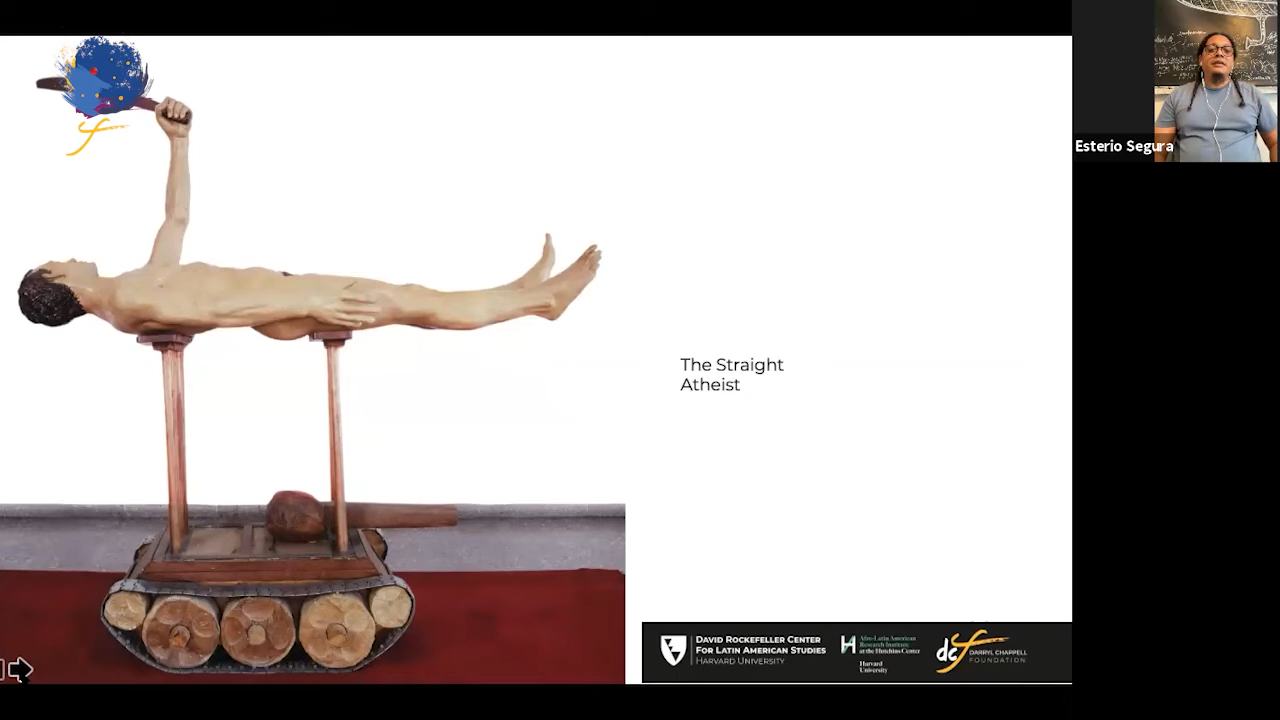 Esterio Segura
The Straight
Atheist
DAVID ROCKEFELLER CENTER
FOR LATIN AMERICAN STUDIES
HARVARD UNIVERSITY
Afro-Latin American
Research Institute
at the Hutchins Center
Harvard
University
dcf
DARRYL CHAPPELL
FOUNDATION